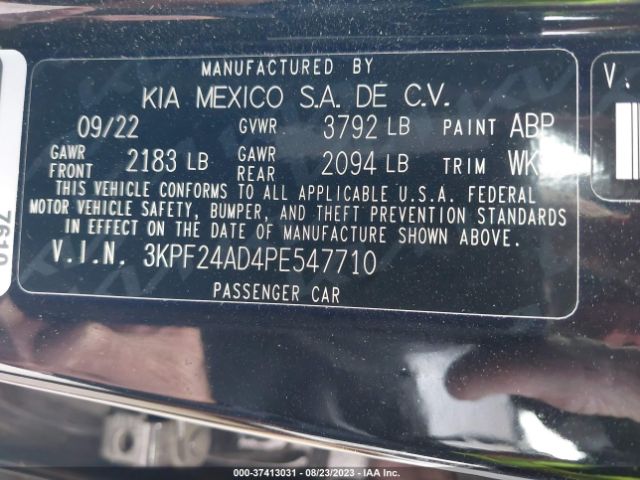 MANUFACTURED BY
KIA MEXICO S.A. DE C.V.
09/22 GVWR 3792 LB PAINT ABP
GAWR FRONT 2183 LB GAWR REAR 2094 LB TRIM WK
THIS VEHICLE CONFORMS TO ALL APPLICABLE U.S.A. FEDERAL
MOTOR VEHICLE SAFETY, BUMPER, AND THEFT PREVENTION STANDARDS
IN EFFECT ON THE DATE OF MANUFACTURE SHOWN ABOVE.
V.I.N. 3KPF24AD4PE547710
PASSENGER CAR
V.
7610
000-37413031 - 08/23/2023 - IAA Inc.